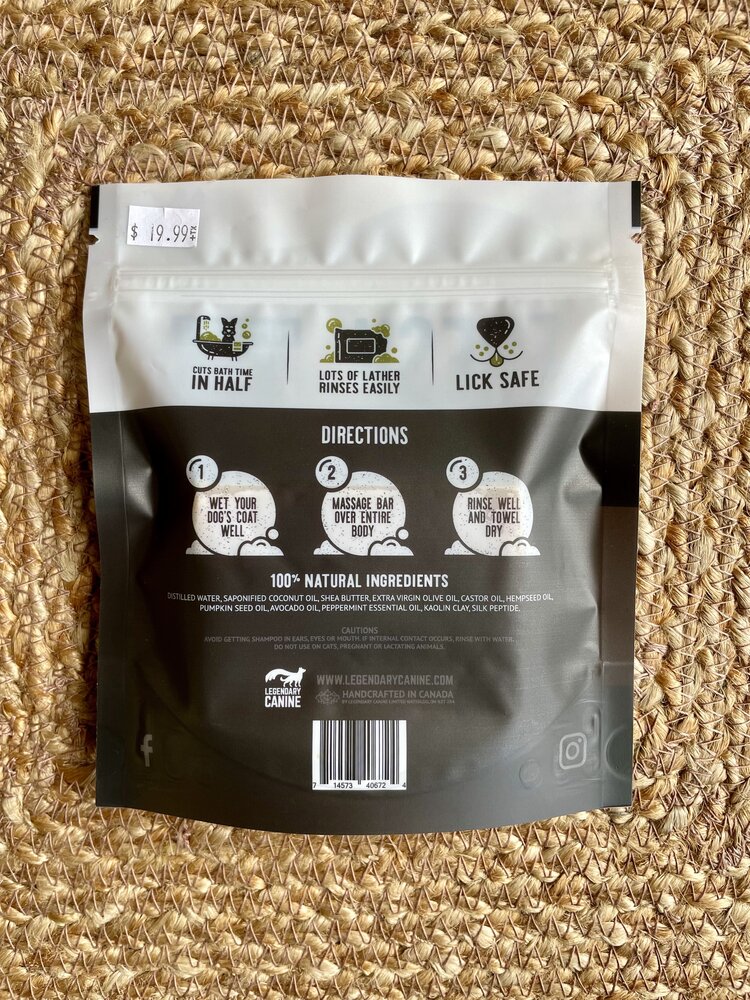 $ 19.99+TX
CUTS BATH TIME
IN HALF
LOTS OF LATHER
RINSES EASILY
LICK SAFE
DIRECTIONS
1
WET YOUR
DOG'S COAT
WELL
2
MASSAGE BAR
OVER ENTIRE
BODY
3
RINSE WELL
AND TOWEL
DRY
100% NATURAL INGREDIENTS
DISTILLED WATER, SAPONIFIED COCONUT OIL, SHEA BUTTER, EXTRA VIRGIN OLIVE OIL, CASTOR OIL, HEMPSEED OIL,
PUMPKIN SEED OIL, AVOCADO OIL, PEPPERMINT ESSENTIAL OIL, KAOLIN CLAY, SILK PEPTIDE.
CAUTIONS
AVOID GETTING SHAMPOO IN EARS, EYES OR MOUTH. IF INTERNAL CONTACT OCCURS, RINSE WITH WATER.
DO NOT USE ON CATS, PREGNANT OR LACTATING ANIMALS.
LEGENDARY
CANINE
WWW.LEGENDARYCANINE.COM
HANDCRAFTED IN CANADA
BY LEGENDARY CANINE LIMITED
7 14573 40672 4